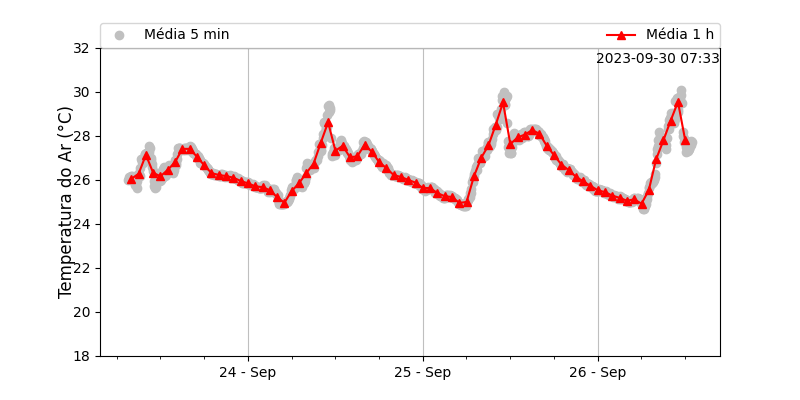 Média 5 min
Média 1 h
2023-09-30 07:33
Temperatura do Ar (°C)
32
30
28
26
24
22
20
18
24 - Sep
25 - Sep
26 - Sep